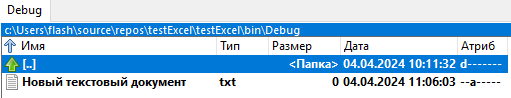 Debug
c:\Users\flash\source\repos\testExcel\testExcel\bin\Debug
Имя Тип Размер Дата Атриб
[..] <Папка> 04.04.2024 10:11:32 d-------
Новый текстовый документ txt 0 04.04.2024 11:06:03 --a-----